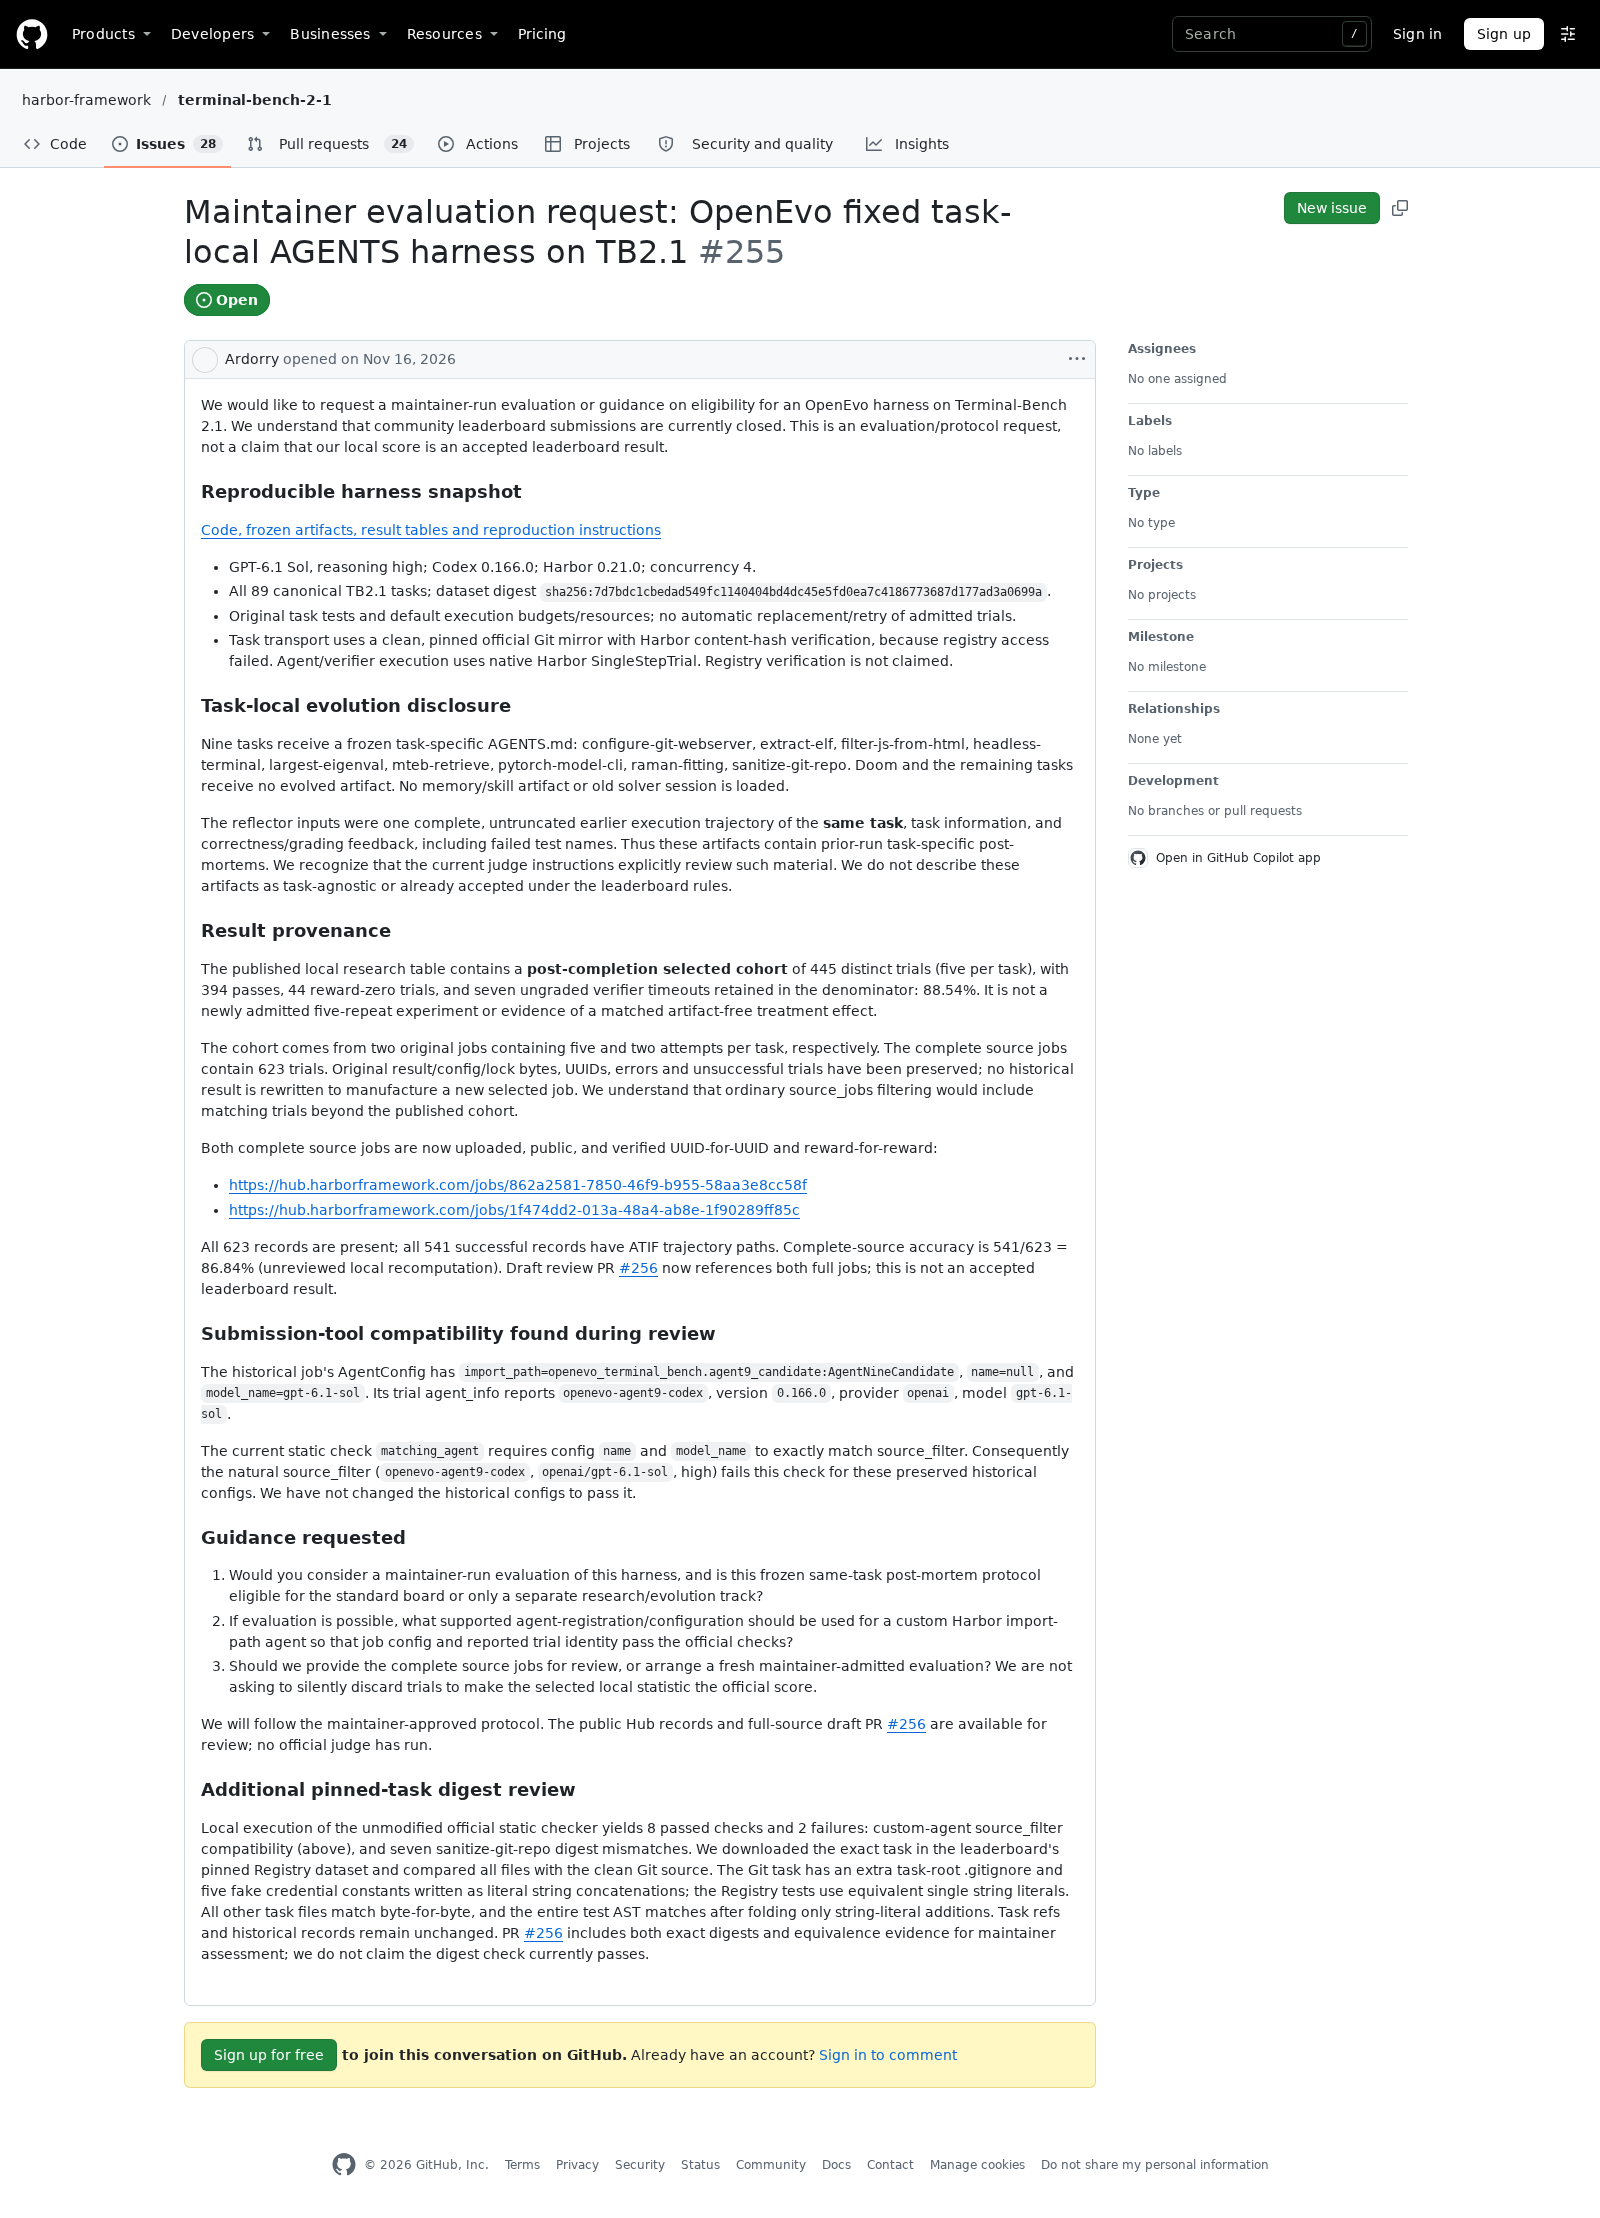 Products Developers Businesses Resources Pricing Search / Sign in Sign up
harbor-framework / terminal-bench-2-1
Code Issues 28 Pull requests 24 Actions Projects Security and quality Insights
Maintainer evaluation request: OpenEvo fixed task-
local AGENTS harness on TB2.1 #255
New issue
Open
Ardorry opened on Nov 16, 2026
We would like to request a maintainer-run evaluation or guidance on eligibility for an OpenEvo harness on Terminal-Bench
2.1. We understand that community leaderboard submissions are currently closed. This is an evaluation/protocol request,
not a claim that our local score is an accepted leaderboard result.
Reproducible harness snapshot
Code, frozen artifacts, result tables and reproduction instructions
• GPT-6.1 Sol, reasoning high; Codex 0.166.0; Harbor 0.21.0; concurrency 4.
• All 89 canonical TB2.1 tasks; dataset digest sha256:7d7bdc1cbedad549fc1140404bd4dc45e5fd0ea7c4186773687d177ad3a0699a.
• Original task tests and default execution budgets/resources; no automatic replacement/retry of admitted trials.
• Task transport uses a clean, pinned official Git mirror with Harbor content-hash verification, because registry access
failed. Agent/verifier execution uses native Harbor SingleStepTrial. Registry verification is not claimed.
Task-local evolution disclosure
Nine tasks receive a frozen task-specific AGENTS.md: configure-git-webserver, extract-elf, filter-js-from-html, headless-
terminal, largest-eigenval, mteb-retrieve, pytorch-model-cli, raman-fitting, sanitize-git-repo. Doom and the remaining tasks
receive no evolved artifact. No memory/skill artifact or old solver session is loaded.
The reflector inputs were one complete, untruncated earlier execution trajectory of the same task, task information, and
correctness/grading feedback, including failed test names. Thus these artifacts contain prior-run task-specific post-
mortems. We recognize that the current judge instructions explicitly review such material. We do not describe these
artifacts as task-agnostic or already accepted under the leaderboard rules.
Result provenance
The published local research table contains a post-completion selected cohort of 445 distinct trials (five per task), with
394 passes, 44 reward-zero trials, and seven ungraded verifier timeouts retained in the denominator: 88.54%. It is not a
newly admitted five-repeat experiment or evidence of a matched artifact-free treatment effect.
The cohort comes from two original jobs containing five and two attempts per task, respectively. The complete source jobs
contain 623 trials. Original result/config/lock bytes, UUIDs, errors and unsuccessful trials have been preserved; no historical
result is rewritten to manufacture a new selected job. We understand that ordinary source_jobs filtering would include
matching trials beyond the published cohort.
Both complete source jobs are now uploaded, public, and verified UUID-for-UUID and reward-for-reward:
• https://hub.harborframework.com/jobs/862a2581-7850-46f9-b955-58aa3e8cc58f
• https://hub.harborframework.com/jobs/1f474dd2-013a-48a4-ab8e-1f90289ff85c
All 623 records are present; all 541 successful records have ATIF trajectory paths. Complete-source accuracy is 541/623 =
86.84% (unreviewed local recomputation). Draft review PR #256 now references both full jobs; this is not an accepted
leaderboard result.
Submission-tool compatibility found during review
The historical job's AgentConfig has import_path=openevo_terminal_bench.agent9_candidate:AgentNineCandidate, name=null, and
model_name=gpt-6.1-sol. Its trial agent_info reports openevo-agent9-codex, version 0.166.0, provider openai, model gpt-6.1-
sol.
The current static check matching_agent requires config name and model_name to exactly match source_filter. Consequently
the natural source_filter (openevo-agent9-codex, openai/gpt-6.1-sol, high) fails this check for these preserved historical
configs. We have not changed the historical configs to pass it.
Guidance requested
1. Would you consider a maintainer-run evaluation of this harness, and is this frozen same-task post-mortem protocol
eligible for the standard board or only a separate research/evolution track?
2. If evaluation is possible, what supported agent-registration/configuration should be used for a custom Harbor import-
path agent so that job config and reported trial identity pass the official checks?
3. Should we provide the complete source jobs for review, or arrange a fresh maintainer-admitted evaluation? We are not
asking to silently discard trials to make the selected local statistic the official score.
We will follow the maintainer-approved protocol. The public Hub records and full-source draft PR #256 are available for
review; no official judge has run.
Additional pinned-task digest review
Local execution of the unmodified official static checker yields 8 passed checks and 2 failures: custom-agent source_filter
compatibility (above), and seven sanitize-git-repo digest mismatches. We downloaded the exact task in the leaderboard's
pinned Registry dataset and compared all files with the clean Git source. The Git task has an extra task-root .gitignore and
five fake credential constants written as literal string concatenations; the Registry tests use equivalent single string literals.
All other task files match byte-for-byte, and the entire test AST matches after folding only string-literal additions. Task refs
and historical records remain unchanged. PR #256 includes both exact digests and equivalence evidence for maintainer
assessment; we do not claim the digest check currently passes.
Assignees
No one assigned
Labels
No labels
Type
No type
Projects
No projects
Milestone
No milestone
Relationships
None yet
Development
No branches or pull requests
Open in GitHub Copilot app
Sign up for free to join this conversation on GitHub. Already have an account? Sign in to comment
© 2026 GitHub, Inc. Terms Privacy Security Status Community Docs Contact Manage cookies Do not share my personal information